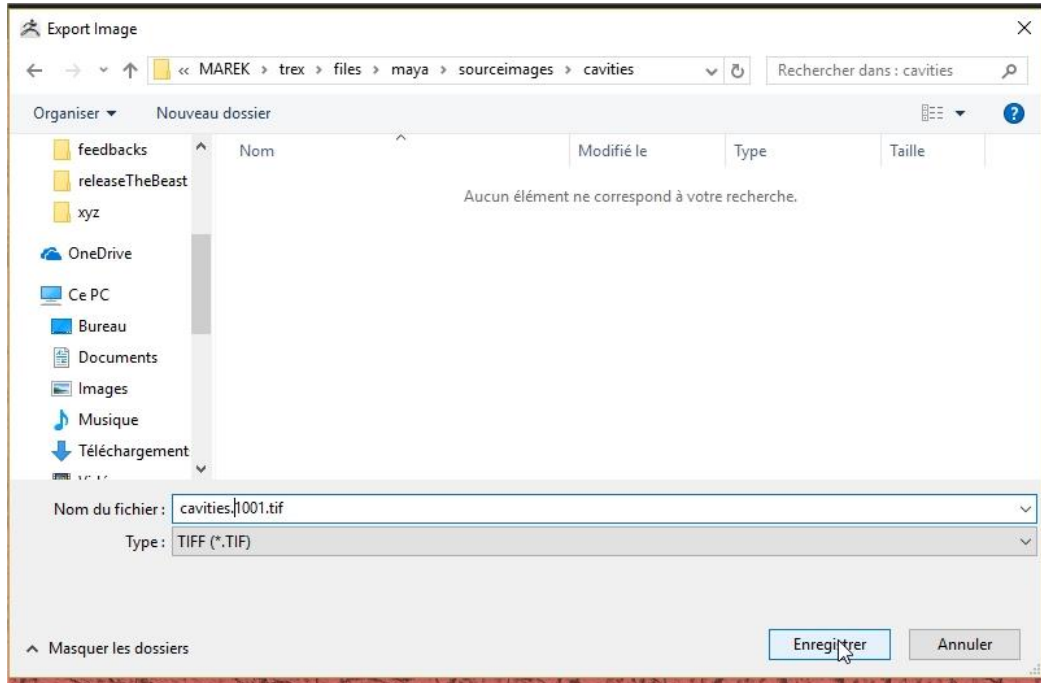 Export Image
« MAREK > trex > files > maya > sourceimages > cavities
Rechercher dans : cavities
Organiser
Nouveau dossier
Nom
Modifié le
Type
Taille
Aucun élément ne correspond à votre recherche.
feedbacks
releaseTheBeast
xyz
OneDrive
Ce PC
Bureau
Documents
Images
Musique
Téléchargement
Nom du fichier : cavities.1001.tif
Type : TIFF (*.TIF)
Masquer les dossiers
Enregistrer
Annuler